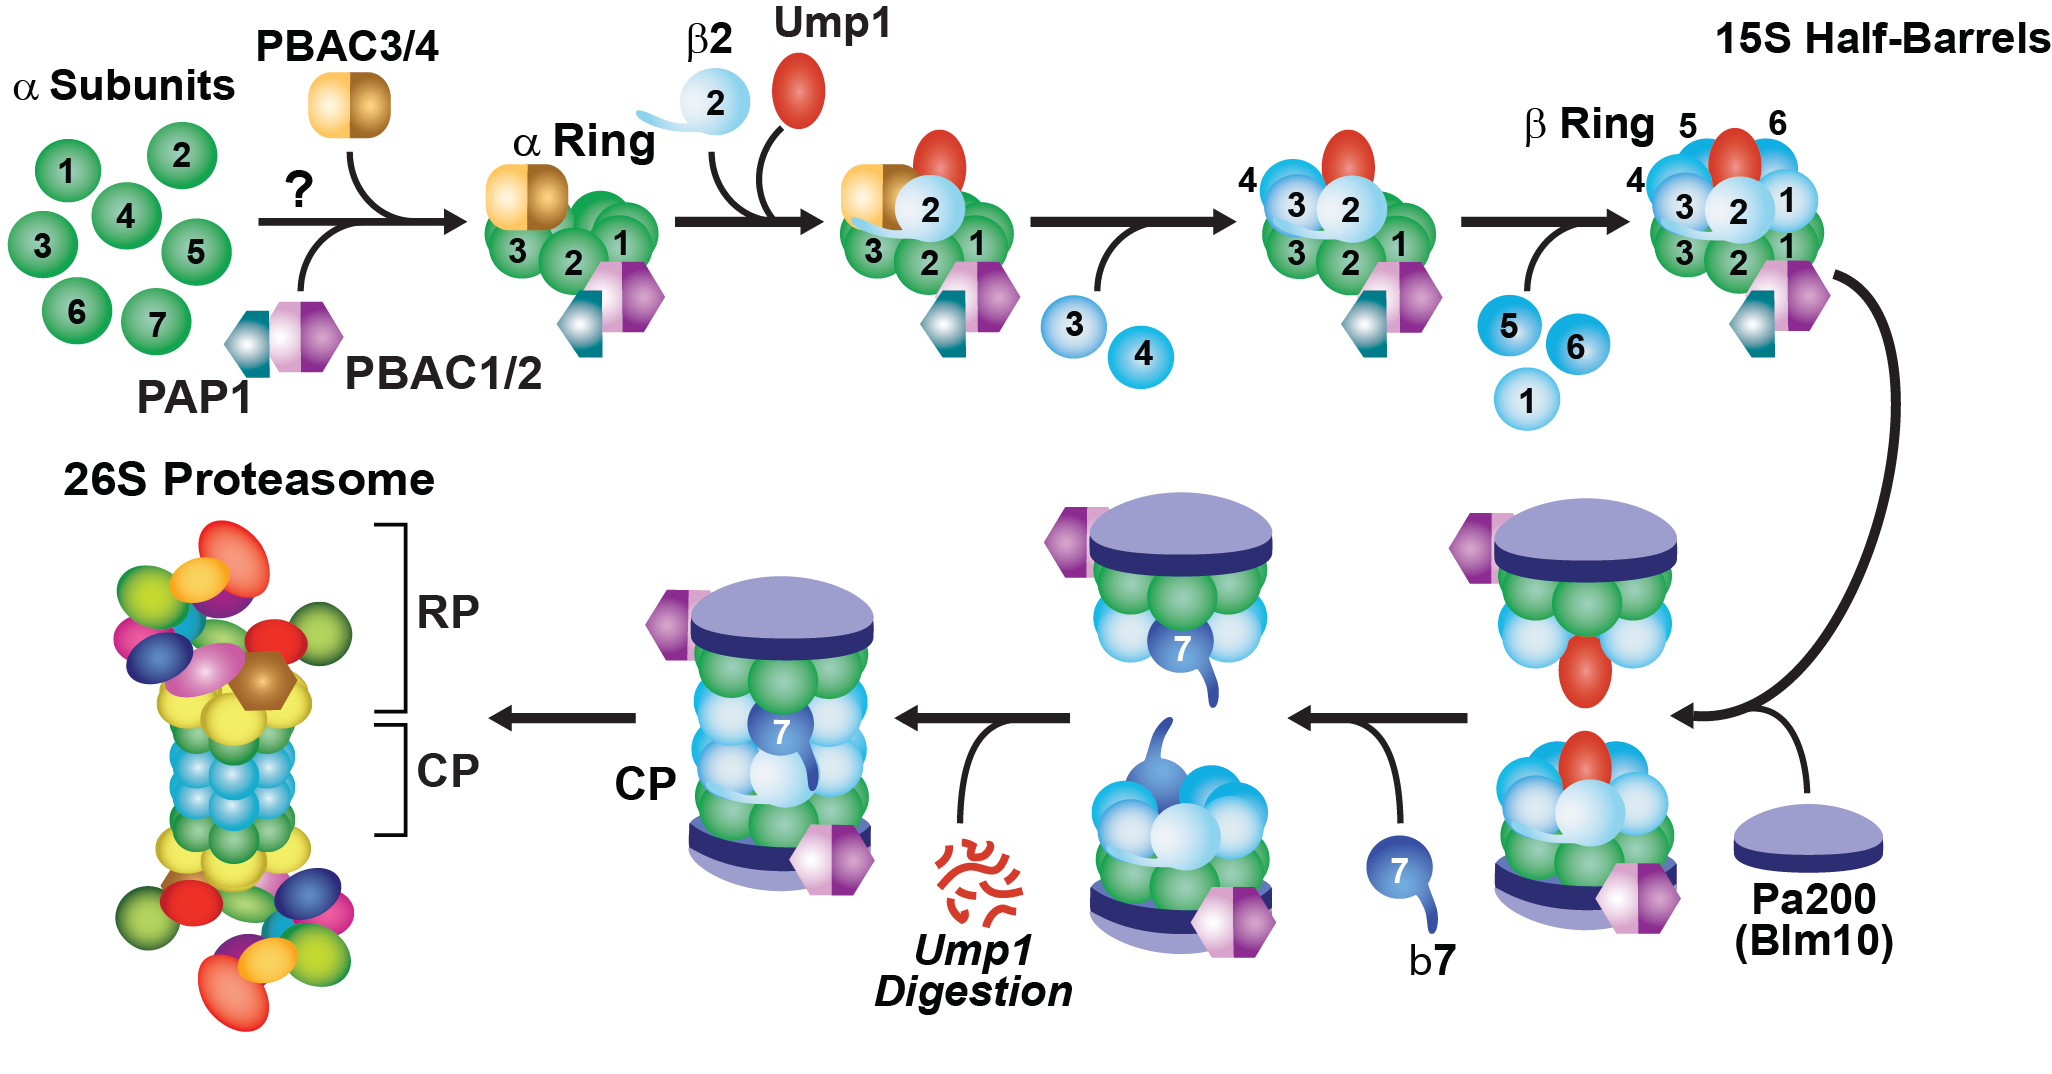 α Subunits
1
2
3
4
5
6
7
PBAC3/4
?
PAP1
PBAC1/2
α Ring
3
2
1
β2
2
Ump1
2
3
2
1
3
4
4
3
2
3
2
1
5
6
1
15S Half-Barrels
β Ring
5
6
4
3
2
1
3
2
1
Pa200
(Blm10)
7
b7
7
Ump1
Digestion
7
CP
26S Proteasome
RP
CP